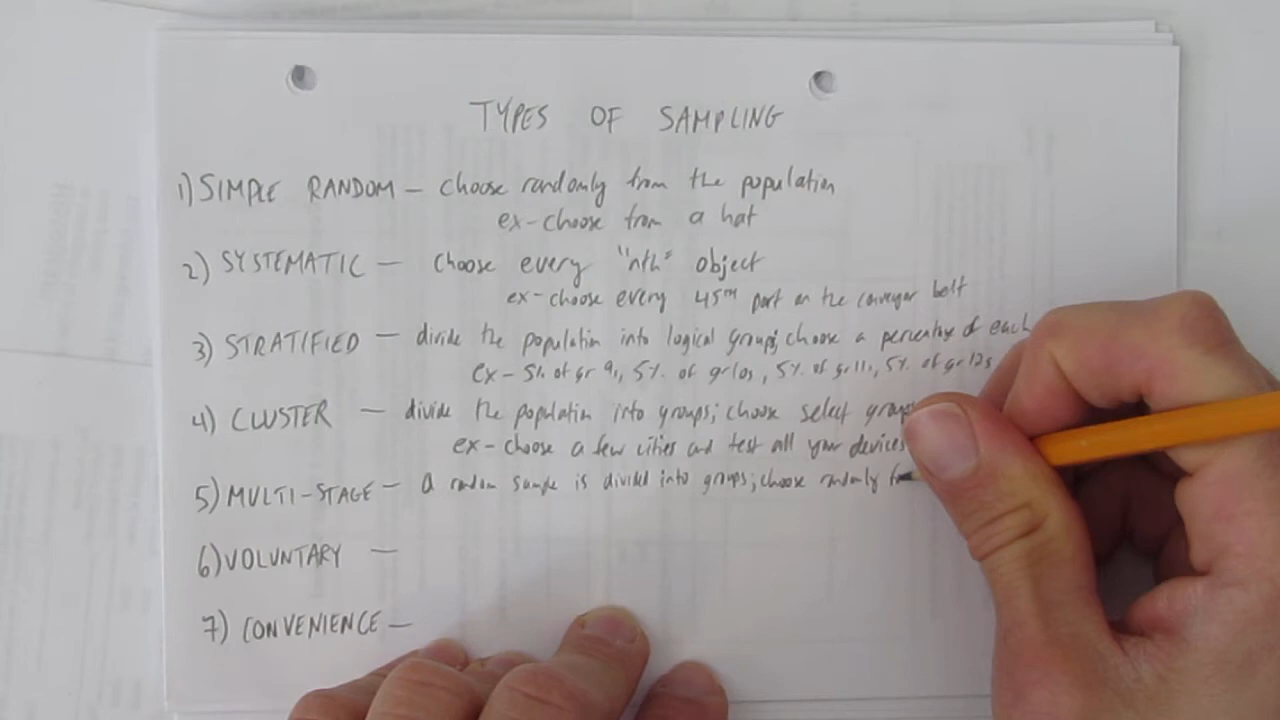 TYPES OF SAMPLING
1) SIMPLE RANDOM – choose randomly from the population
ex – choose from a hat
2) SYSTEMATIC – choose every "nth" object
ex – choose every 45TH part on the conveyor belt
3) STRATIFIED – divide the population into logical groups; choose a percentage of each
ex – 5% of gr 9s, 5% of gr 10s, 5% of gr 11s, 5% of gr 12s
4) CLUSTER – divide the population into groups; choose select groups
ex – choose a few cities and test all your devices
5) MULTI-STAGE – a random sample is divided into groups; choose randomly
6) VOLUNTARY –
7) CONVENIENCE –